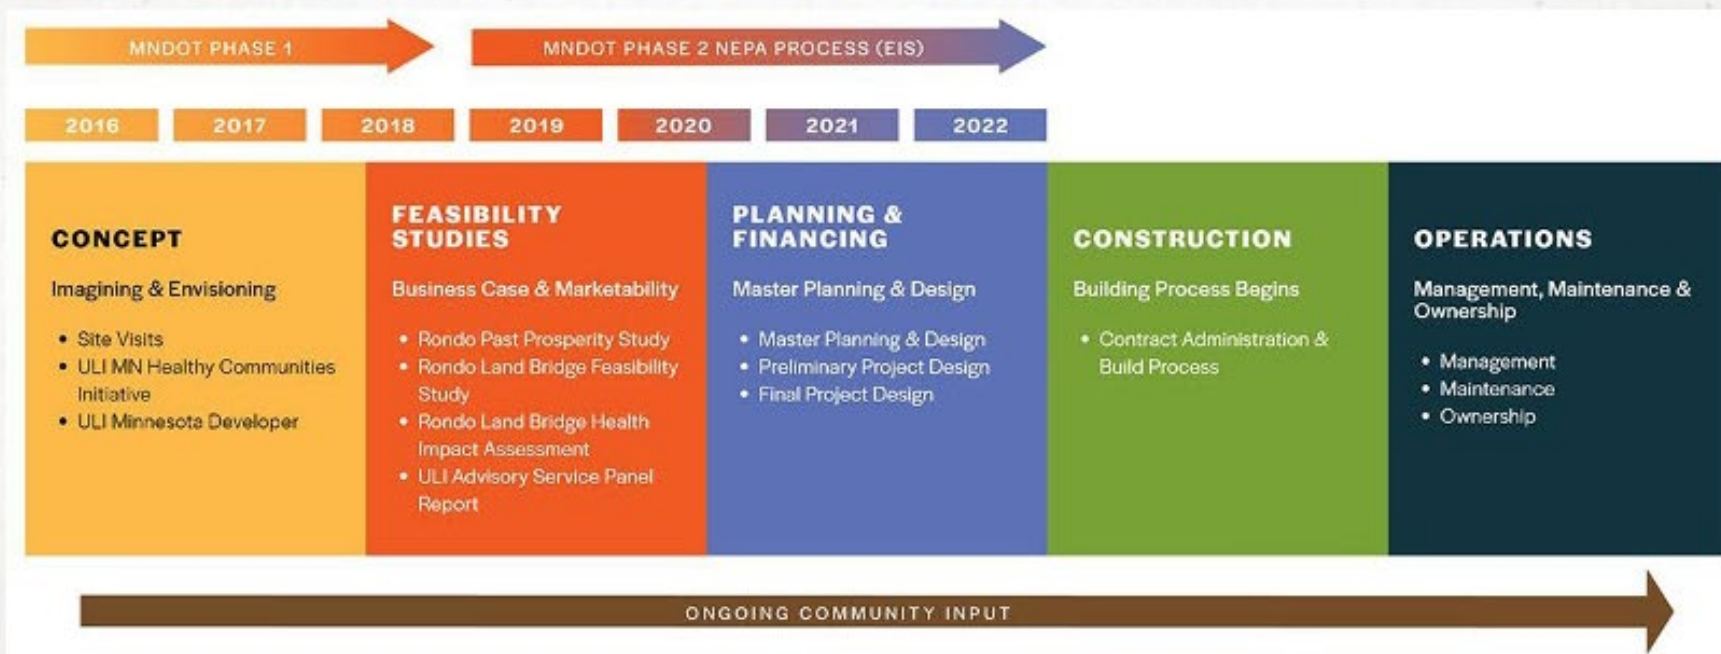 MNDOT PHASE 1
MNDOT PHASE 2 NEPA PROCESS (EIS)
2016
2017
2018
2019
2020
2021
2022
CONCEPT
Imagining & Envisioning
• Site Visits
• ULI MN Healthy Communities
Initiative
• ULI Minnesota Developer
FEASIBILITY
STUDIES
Business Case & Marketability
• Rondo Past Prosperity Study
• Rondo Land Bridge Feasibility
Study
• Rondo Land Bridge Health
Impact Assessment
• ULI Advisory Service Panel
Report
PLANNING &
FINANCING
Master Planning & Design
• Master Planning & Design
• Preliminary Project Design
• Final Project Design
CONSTRUCTION
Building Process Begins
• Contract Administration &
Build Process
OPERATIONS
Management, Maintenance &
Ownership
• Management
• Maintenance
• Ownership
ONGOING COMMUNITY INPUT